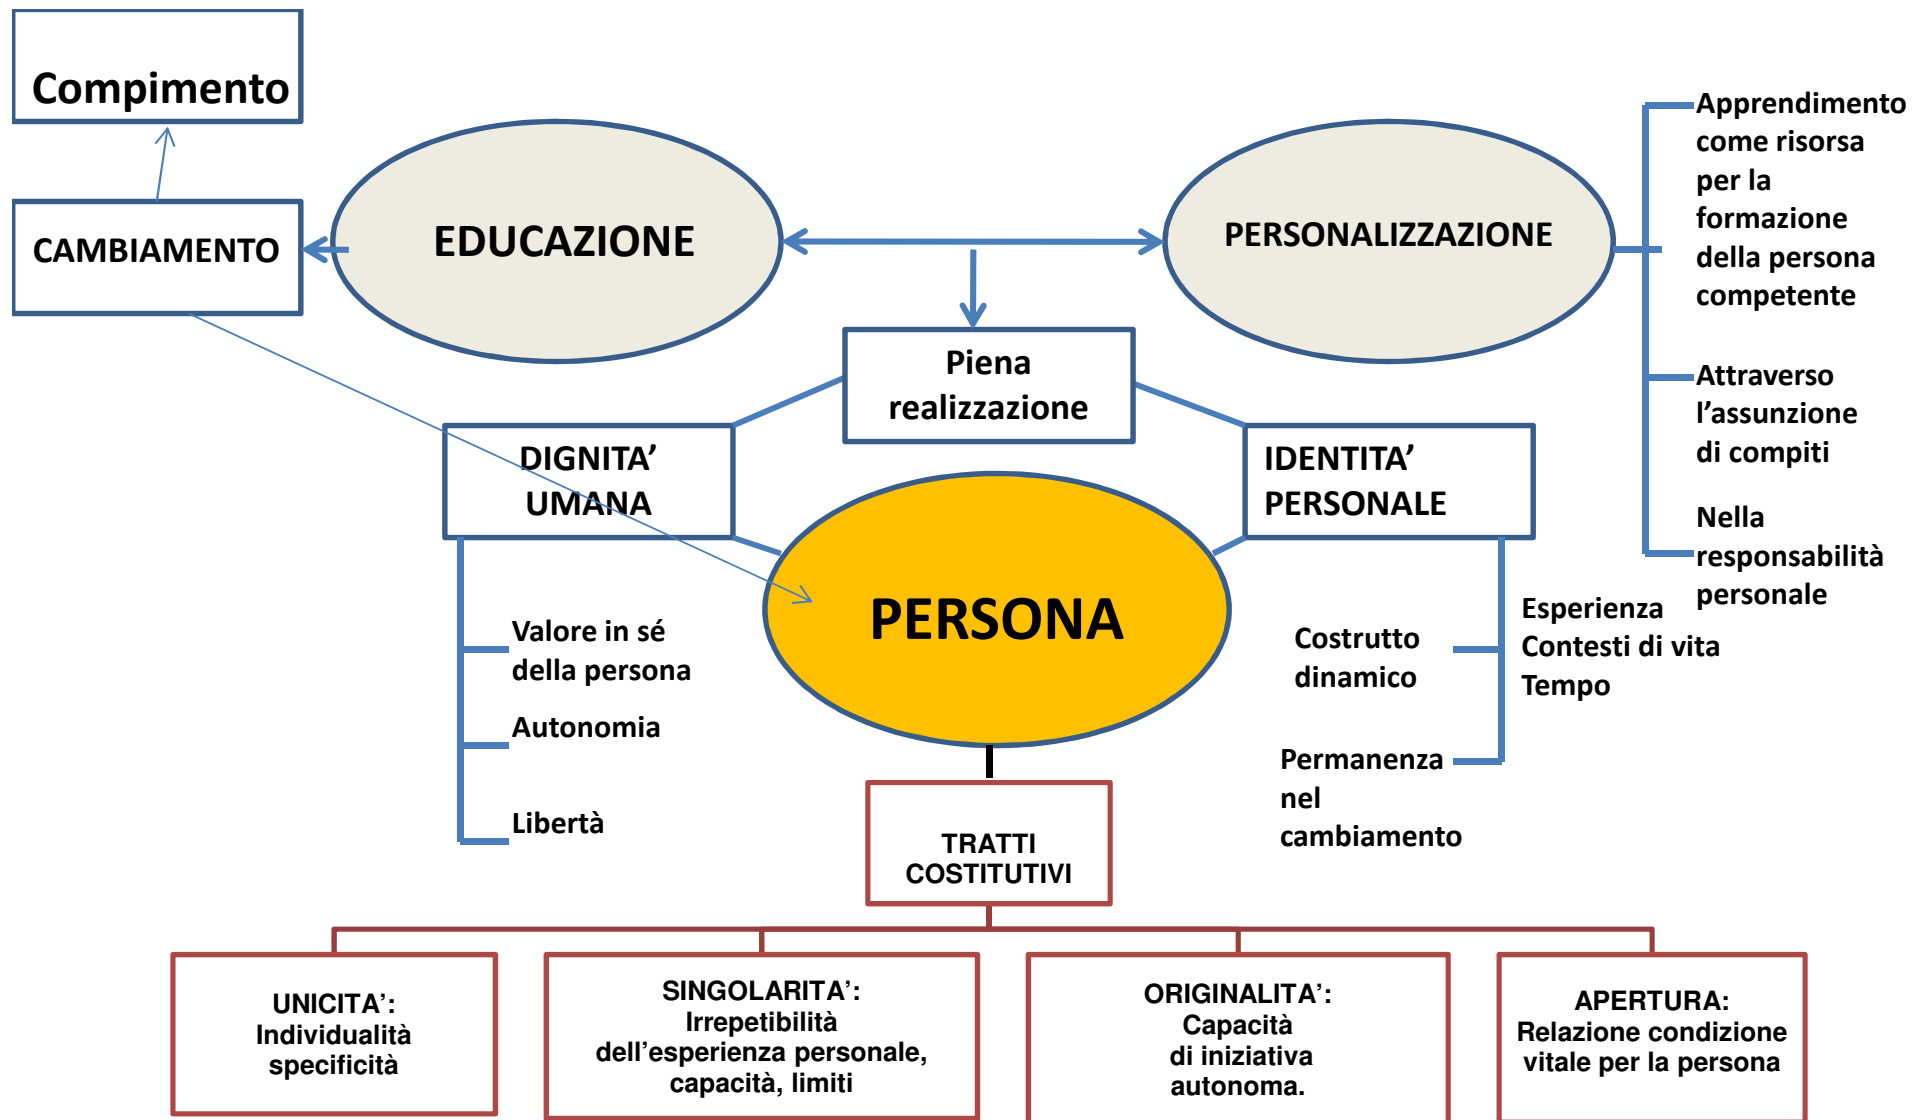 Compimento
CAMBIAMENTO
EDUCAZIONE
PERSONALIZZAZIONE
Apprendimento
come risorsa
per la
formazione
della persona
competente
Attraverso
l’assunzione
di compiti
Nella
responsabilità
personale
Piena
realizzazione
DIGNITA’
UMANA
IDENTITA’
PERSONALE
PERSONA
Valore in sé
della persona
Autonomia
Libertà
Costrutto
dinamico
Esperienza
Contesti di vita
Tempo
Permanenza
nel
cambiamento
TRATTI
COSTITUTIVI
UNICITA’:
Individualità
specificità
SINGOLARITA’:
Irrepetibilità
dell’esperienza personale,
capacità, limiti
ORIGINALITA’:
Capacità
di iniziativa
autonoma.
APERTURA:
Relazione condizione
vitale per la persona